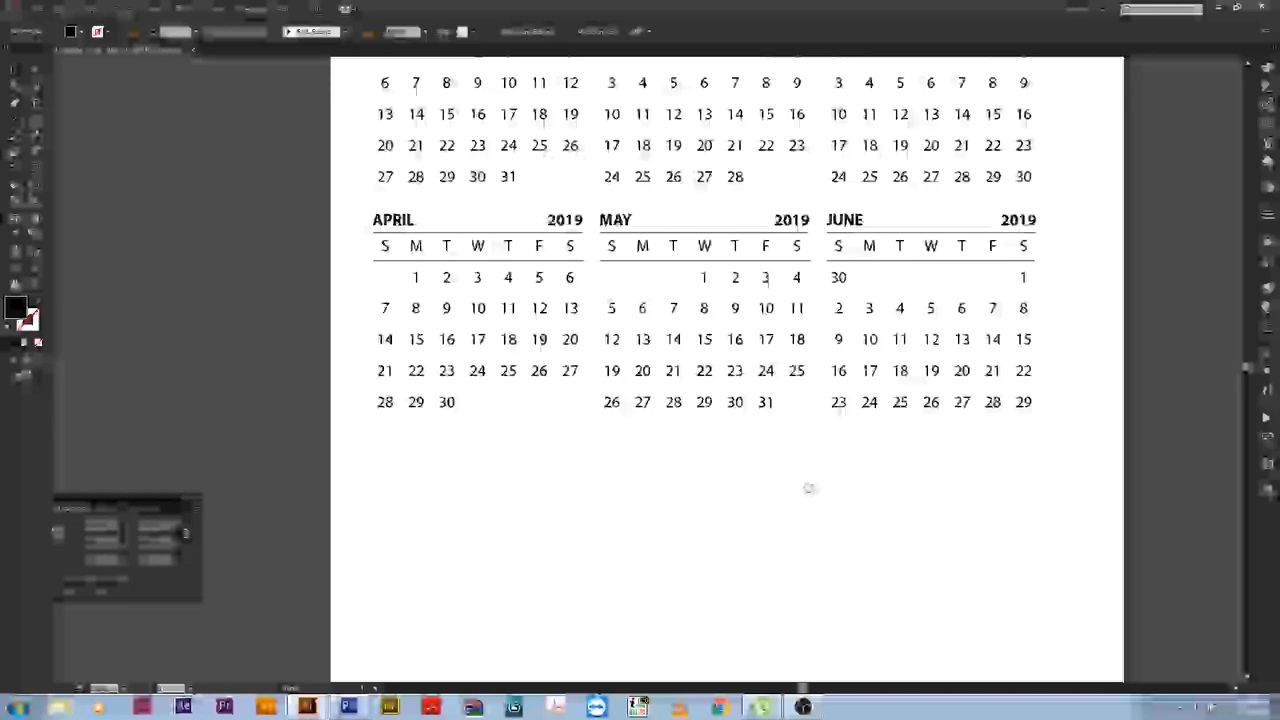 6 7 8 9 10 11 12 3 4 5 6 7 8 9 3 4 5 6 7 8 9
13 14 15 16 17 18 19 10 11 12 13 14 15 16 10 11 12 13 14 15 16
20 21 22 23 24 25 26 17 18 19 20 21 22 23 17 18 19 20 21 22 23
27 28 29 30 31 24 25 26 27 28 24 25 26 27 28 29 30
APRIL 2019 MAY 2019 JUNE 2019
S M T W T F S S M T W T F S S M T W T F S
1 2 3 4 5 6 1 2 3 4 30 1
7 8 9 10 11 12 13 5 6 7 8 9 10 11 2 3 4 5 6 7 8
14 15 16 17 18 19 20 12 13 14 15 16 17 18 9 10 11 12 13 14 15
21 22 23 24 25 26 27 19 20 21 22 23 24 25 16 17 18 19 20 21 22
28 29 30 26 27 28 29 30 31 23 24 25 26 27 28 29